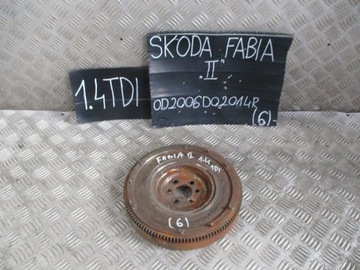 SKODA FABIA
"II"
1.4TDI
OD2006DO2014R
(6)
FABIA II 1.4TDI
(6)